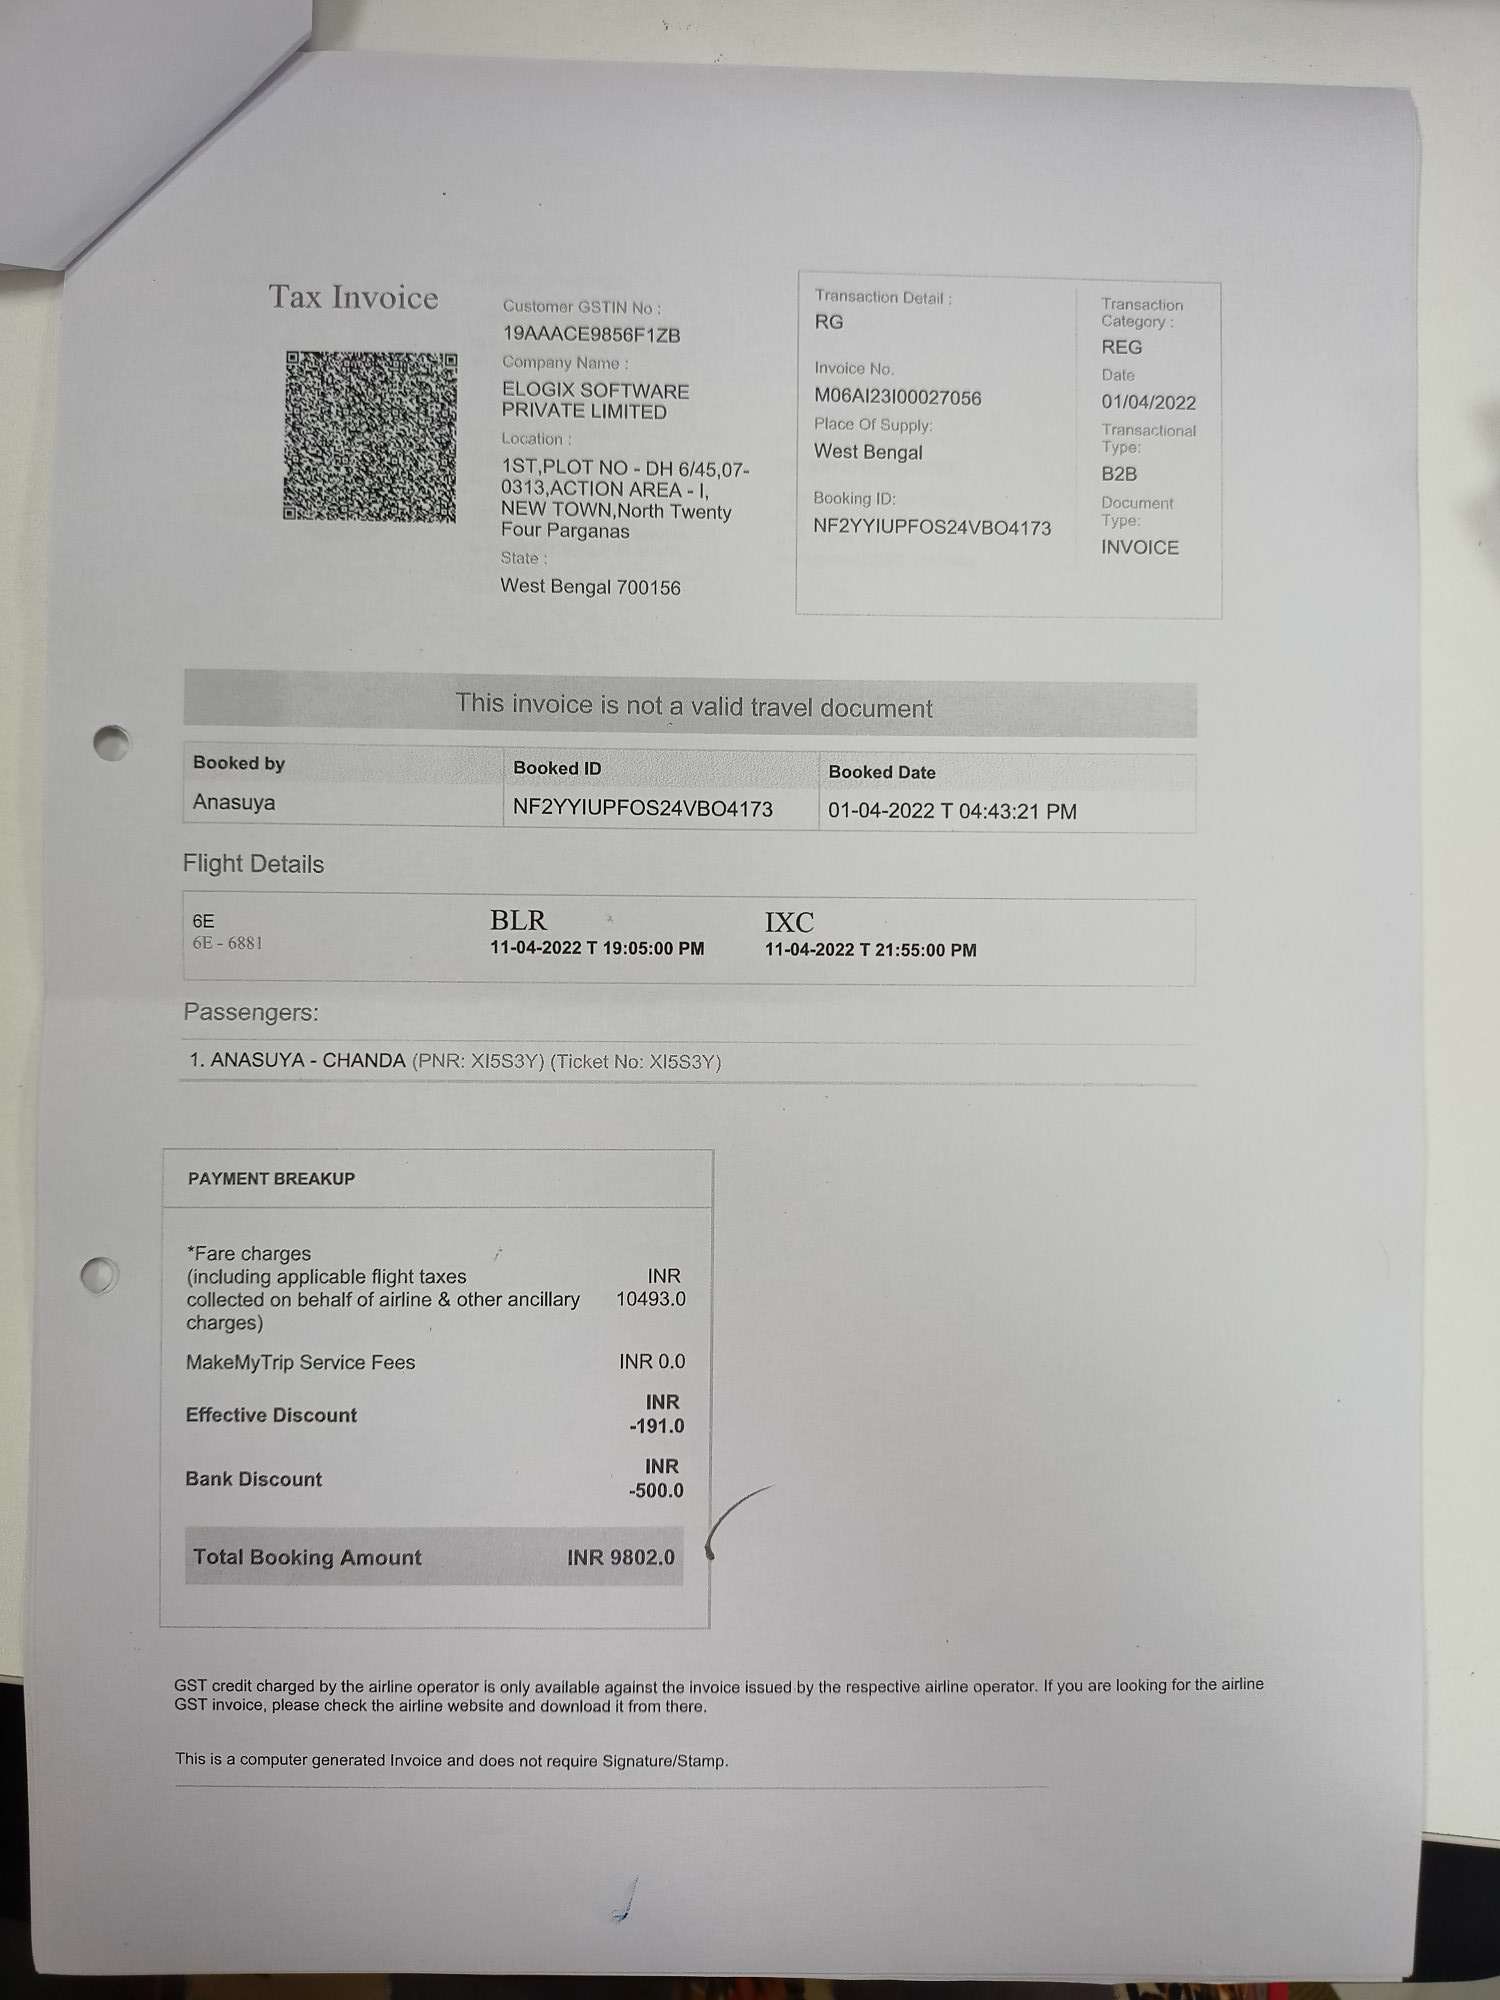 Tax Invoice
Customer GSTIN No :
19AAACE9856F1ZB
Company Name :
ELOGIX SOFTWARE
PRIVATE LIMITED
Location :
1ST,PLOT NO - DH 6/45,07-
0313,ACTION AREA - I,
NEW TOWN,North Twenty
Four Parganas
State :
West Bengal 700156
Transaction Detail :
RG
Invoice No.
M06AI23I00027056
Place Of Supply:
West Bengal
Booking ID:
NF2YYIUPFOS24VBO4173
Transaction
Category :
REG
Date
01/04/2022
Transactional
Type:
B2B
Document
Type:
INVOICE
This invoice is not a valid travel document
Booked by Booked ID Booked Date
Anasuya NF2YYIUPFOS24VBO4173 01-04-2022 T 04:43:21 PM
Flight Details
6E BLR IXC
6E - 6881 11-04-2022 T 19:05:00 PM 11-04-2022 T 21:55:00 PM
Passengers:
1. ANASUYA - CHANDA (PNR: XI5S3Y) (Ticket No: XI5S3Y)
PAYMENT BREAKUP
*Fare charges
(including applicable flight taxes INR
collected on behalf of airline & other ancillary 10493.0
charges)
MakeMyTrip Service Fees INR 0.0
Effective Discount INR
-191.0
Bank Discount INR
-500.0
Total Booking Amount INR 9802.0
GST credit charged by the airline operator is only available against the invoice issued by the respective airline operator. If you are looking for the airline
GST invoice, please check the airline website and download it from there.
This is a computer generated Invoice and does not require Signature/Stamp.